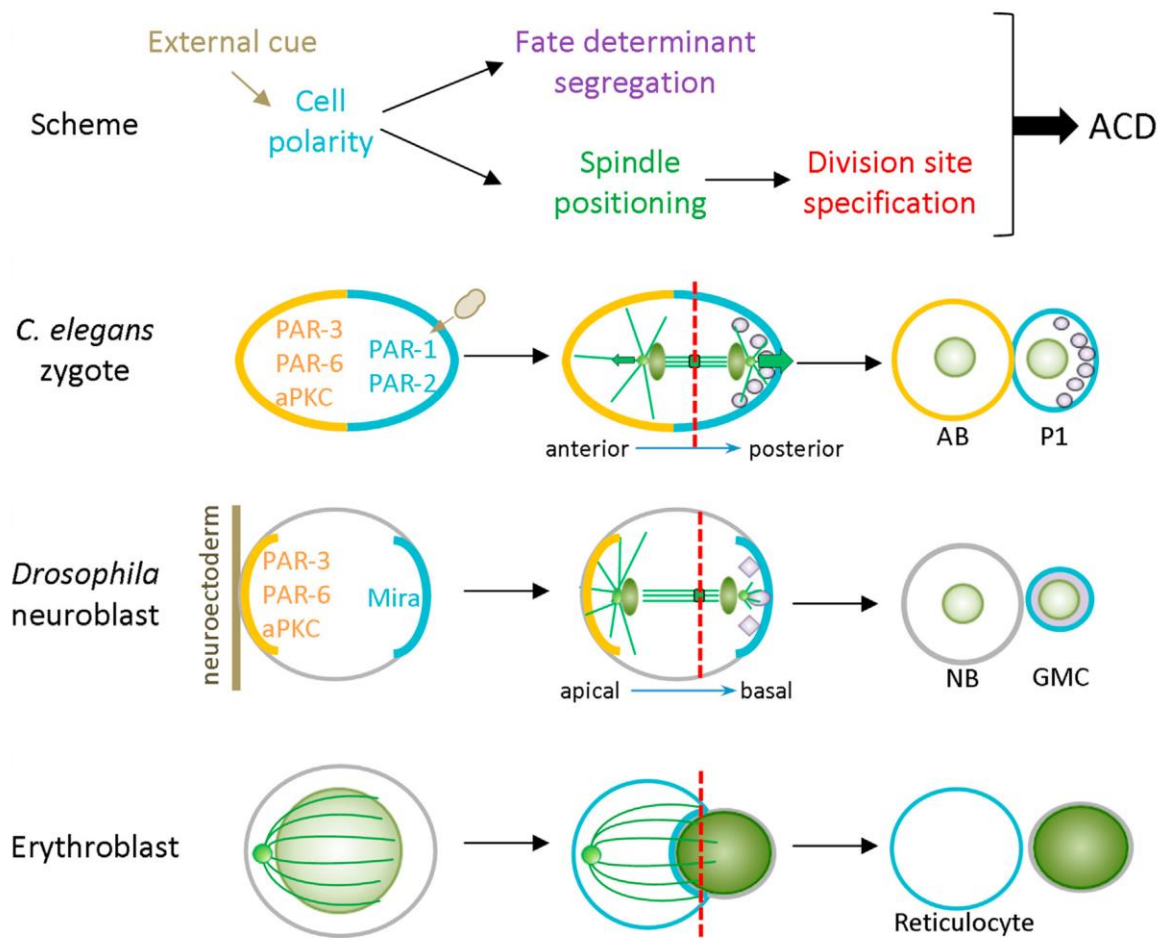 External cue
Fate determinant
segregation
Scheme
Cell
polarity
ACD
Spindle
positioning
Division site
specification
C. elegans
zygote
PAR-3
PAR-6
aPKC
PAR-1
PAR-2
anterior
posterior
AB
P1
Drosophila
neuroblast
neuroectoderm
PAR-3
PAR-6
aPKC
Mira
apical
basal
NB
GMC
Erythroblast
Reticulocyte